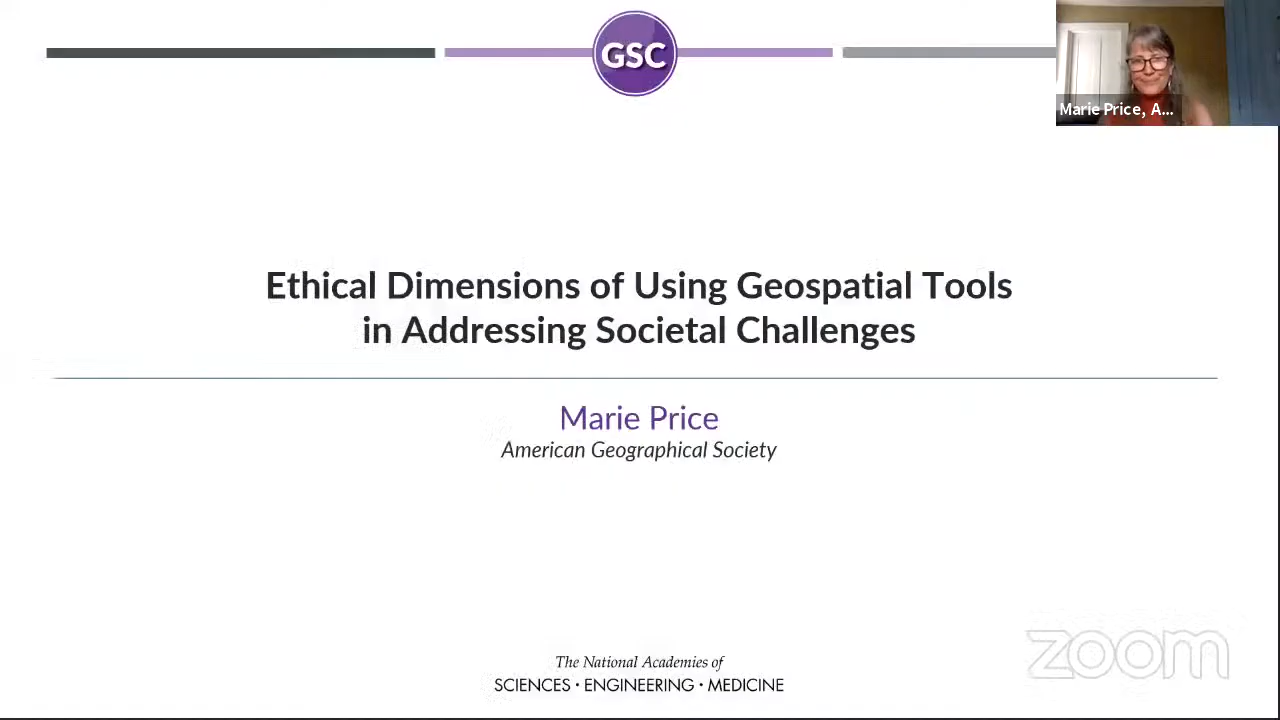 GSC
Marie Price, A...
Ethical Dimensions of Using Geospatial Tools
in Addressing Societal Challenges
Marie Price
American Geographical Society
The National Academies of
SCIENCES · ENGINEERING · MEDICINE
zoom